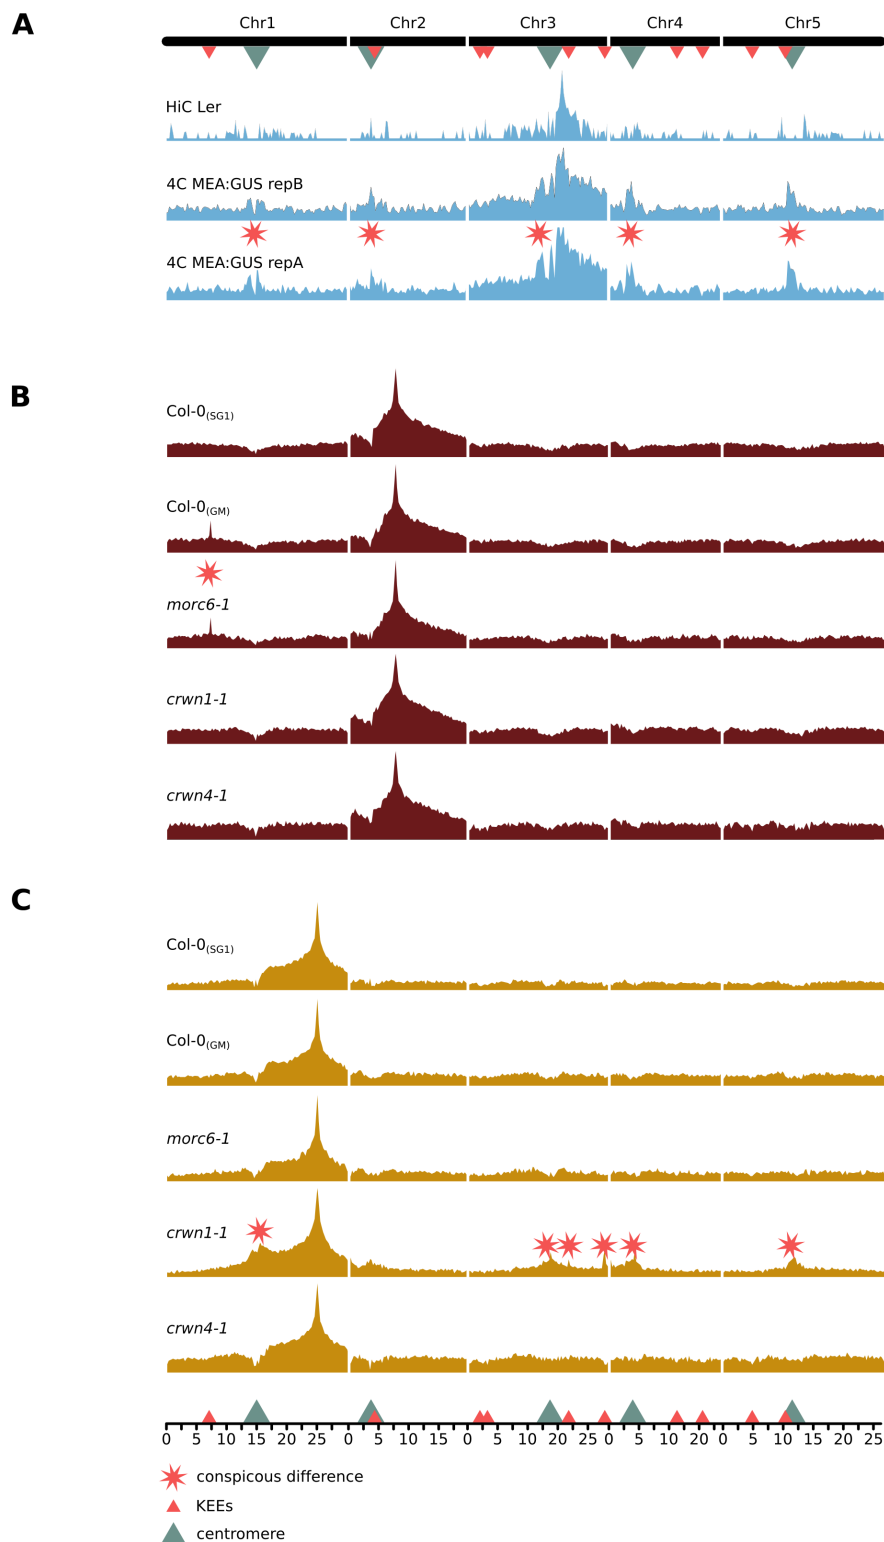 A
Chr1 Chr2 Chr3 Chr4 Chr5
HiC Ler
4C MEA:GUS repB
4C MEA:GUS repA
B
Col-0(SG1)
Col-0(GM)
morc6-1
crwn1-1
crwn4-1
C
Col-0(SG1)
Col-0(GM)
morc6-1
crwn1-1
crwn4-1
0 5 10 15 20 25 0 5 10 15 0 5 10 15 20 0 5 10 15 0 5 10 15 20 25
conspicous difference
KEEs
centromere